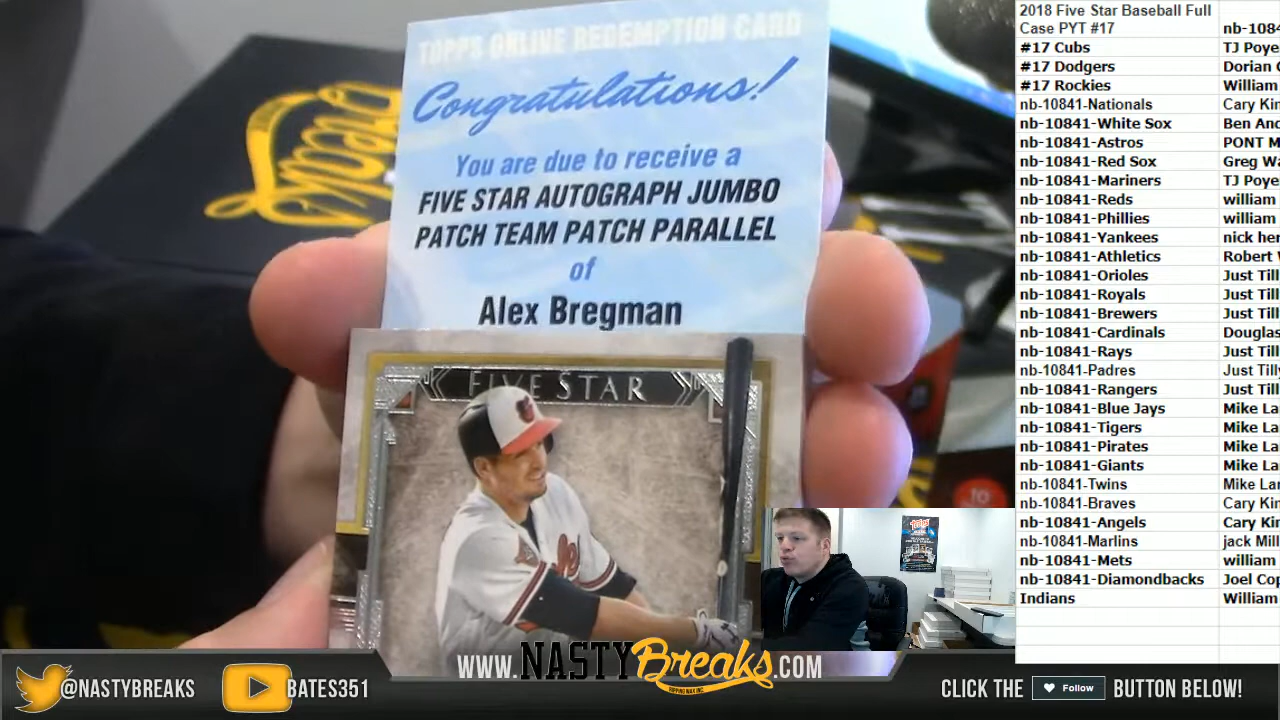 TOPPS ONLINE REDEMPTION CARD
Congratulations!
You are due to receive a
FIVE STAR AUTOGRAPH JUMBO
PATCH TEAM PATCH PARALLEL
of
Alex Bregman
FIVE STAR
2018 Five Star Baseball Full
Case PYT #17 nb-1084
#17 Cubs TJ Poye
#17 Dodgers Dorian
#17 Rockies William
nb-10841-Nationals Cary Kin
nb-10841-White Sox Ben And
nb-10841-Astros PONT M
nb-10841-Red Sox Greg Wa
nb-10841-Mariners TJ Poye
nb-10841-Reds william
nb-10841-Phillies william
nb-10841-Yankees nick her
nb-10841-Athletics Robert
nb-10841-Orioles Just Till
nb-10841-Royals Just Till
nb-10841-Brewers Just Till
nb-10841-Cardinals Douglas
nb-10841-Rays Just Till
nb-10841-Padres Just Till
nb-10841-Rangers Just Till
nb-10841-Blue Jays Mike La
nb-10841-Tigers Mike La
nb-10841-Pirates Mike La
nb-10841-Giants Mike La
nb-10841-Twins Mike Lar
nb-10841-Braves Cary Kin
nb-10841-Angels Cary Ki
nb-10841-Marlins jack Mill
nb-10841-Mets william
nb-10841-Diamondbacks Joel Cop
Indians William
@NASTYBREAKS
BATES351
WWW.NASTYBreaks.COM
CLICK THE Follow BUTTON BELOW!